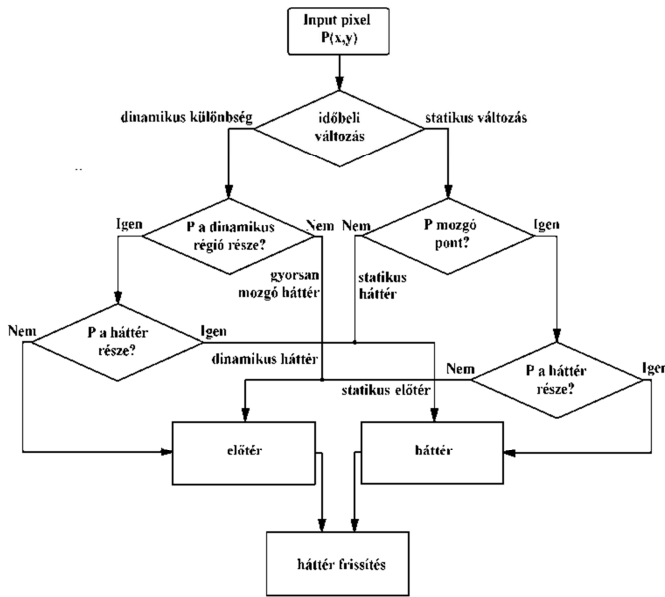 Input pixel
P(x,y)
dinamikus különbség
időbeli
változás
statikus változás
Igen
P a dinamikus
régió része?
Nem
Nem
P mozgó
pont?
Igen
gyorsan
mozgó háttér
statikus
háttér
Nem
P a háttér
része?
Igen
dinamikus háttér
Nem
P a háttér
része?
Igen
statikus előtér
előtér
háttér
háttér frissítés